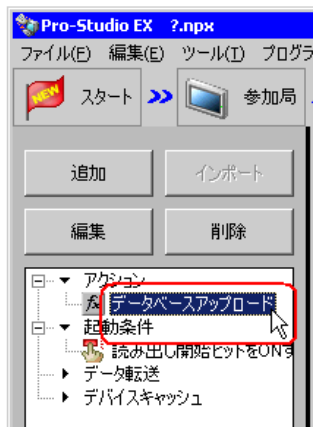 Pro-Studio EX ?.npx
ファイル(F) 編集(E) ツール(T) プログラ
NEW スタート 参加局
追加 インポート
編集 削除
アクション
fx データベースアップロード
起動条件
読み出し開始ビットをONす
データ転送
デバイスキャッシュ